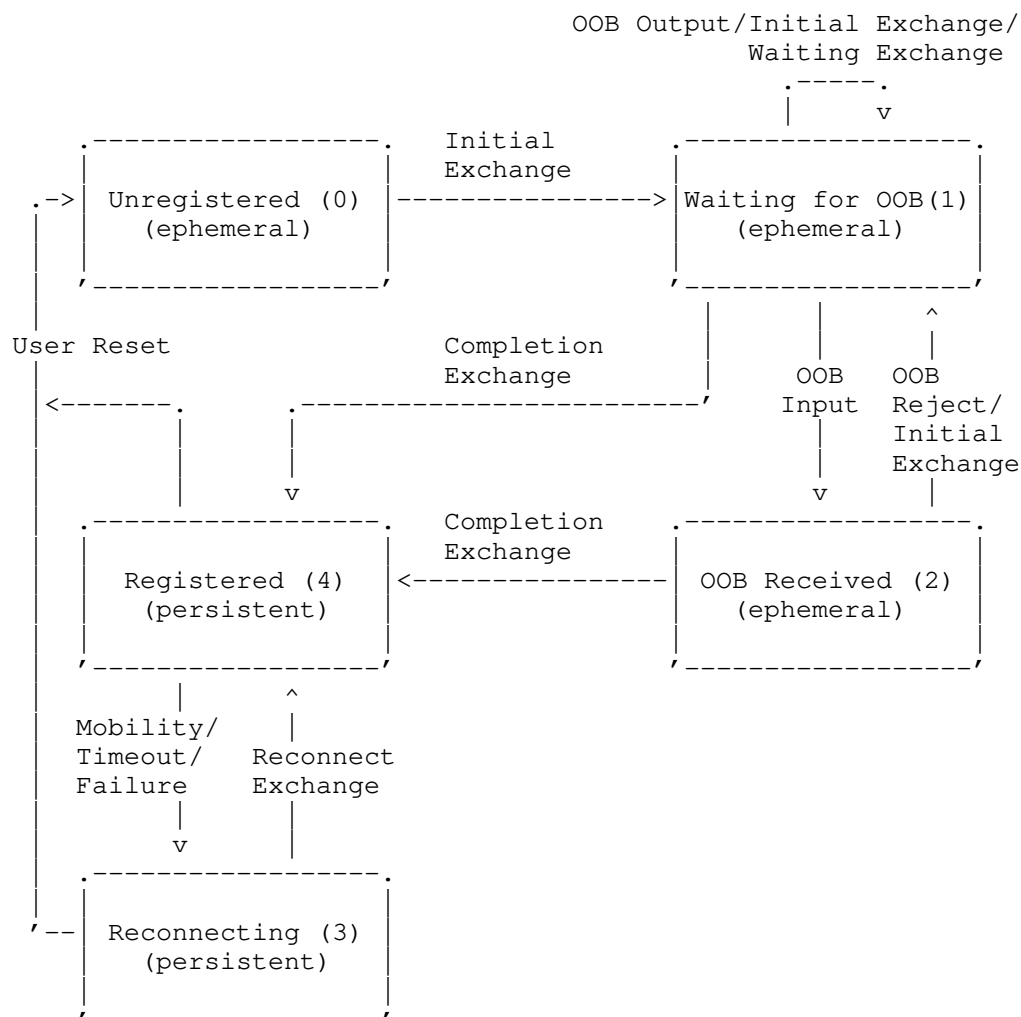 OOB Output/Initial Exchange/
Waiting Exchange
Initial
Exchange
Unregistered (0)
(ephemeral)
Waiting for OOB(1)
(ephemeral)
User Reset
Completion
Exchange
OOB
Input
OOB
Reject/
Initial
Exchange
Completion
Exchange
Registered (4)
(persistent)
OOB Received (2)
(ephemeral)
Mobility/
Timeout/
Failure
Reconnect
Exchange
Reconnecting (3)
(persistent)